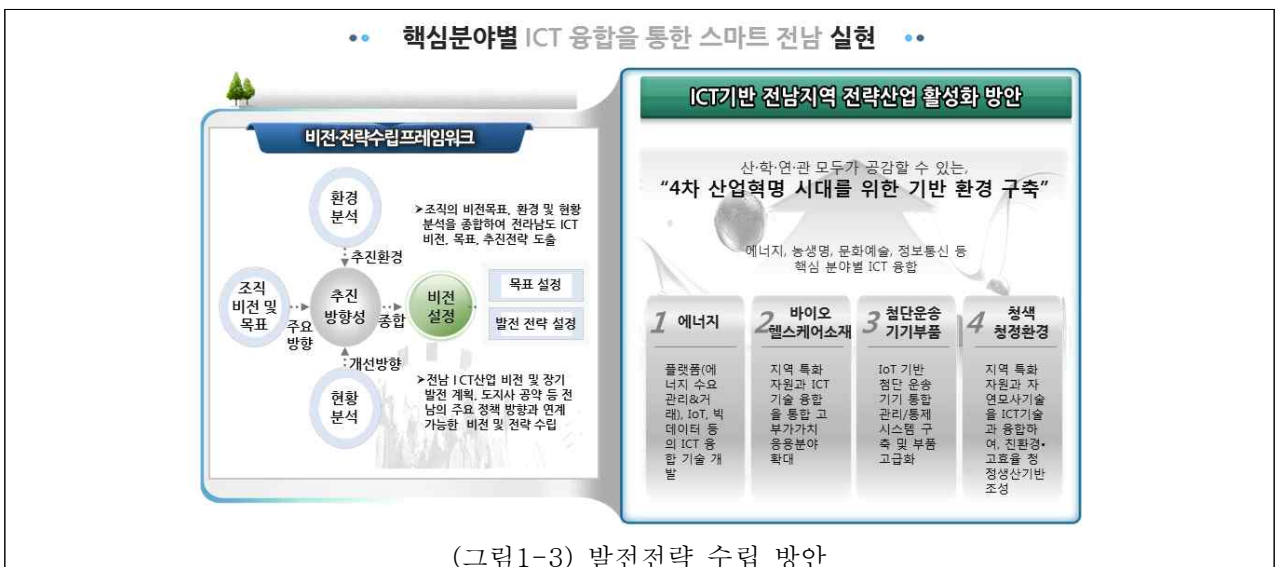 핵심분야별 ICT 융합을 통한 스마트 전남 실현
비전·전략수립프레임워크
환경
분석
➢조직의 비전목표, 환경 및 현황
분석을 종합하여 전라남도 ICT
비전, 목표, 추진전략 도출
추진환경
조직
비전 및
목표
주요
방향
추진
방향성
종합
비전
설정
목표 설정
발전 전략 설정
개선방향
현황
분석
➢전남 ICT산업 비전 및 장기
발전 계획, 도지사 공약 등 전
남의 주요 정책 방향과 연계
가능한 비전 및 전략 수립
ICT기반 전남지역 전략산업 활성화 방안
산·학·연·관 모두가 공감할 수 있는,
“4차 산업혁명 시대를 위한 기반 환경 구축”
에너지, 농생명, 문화예술, 정보통신 등
핵심 분야별 ICT 융합
1 에너지
플랫폼(에
너지 수요
관리&거
래), IoT, 빅
데이터 등
의 ICT 융
합 기술 개
발
2 바이오
헬스케어소재
지역 특화
자원과 ICT
기술 융합
을 통합 고
부가가치
응용분야
확대
3 첨단운송
기기부품
IoT 기반
첨단 운송
기기 통합
관리/통제
시스템 구
축 및 부품
고급화
4 청색
청정환경
지역 특화
자원과 자
연모사기술
을 ICT기술
과 융합하
여, 친환경•
고효율 청
정생산기반
조성
(그림1-3) 발전전략 수립 방안